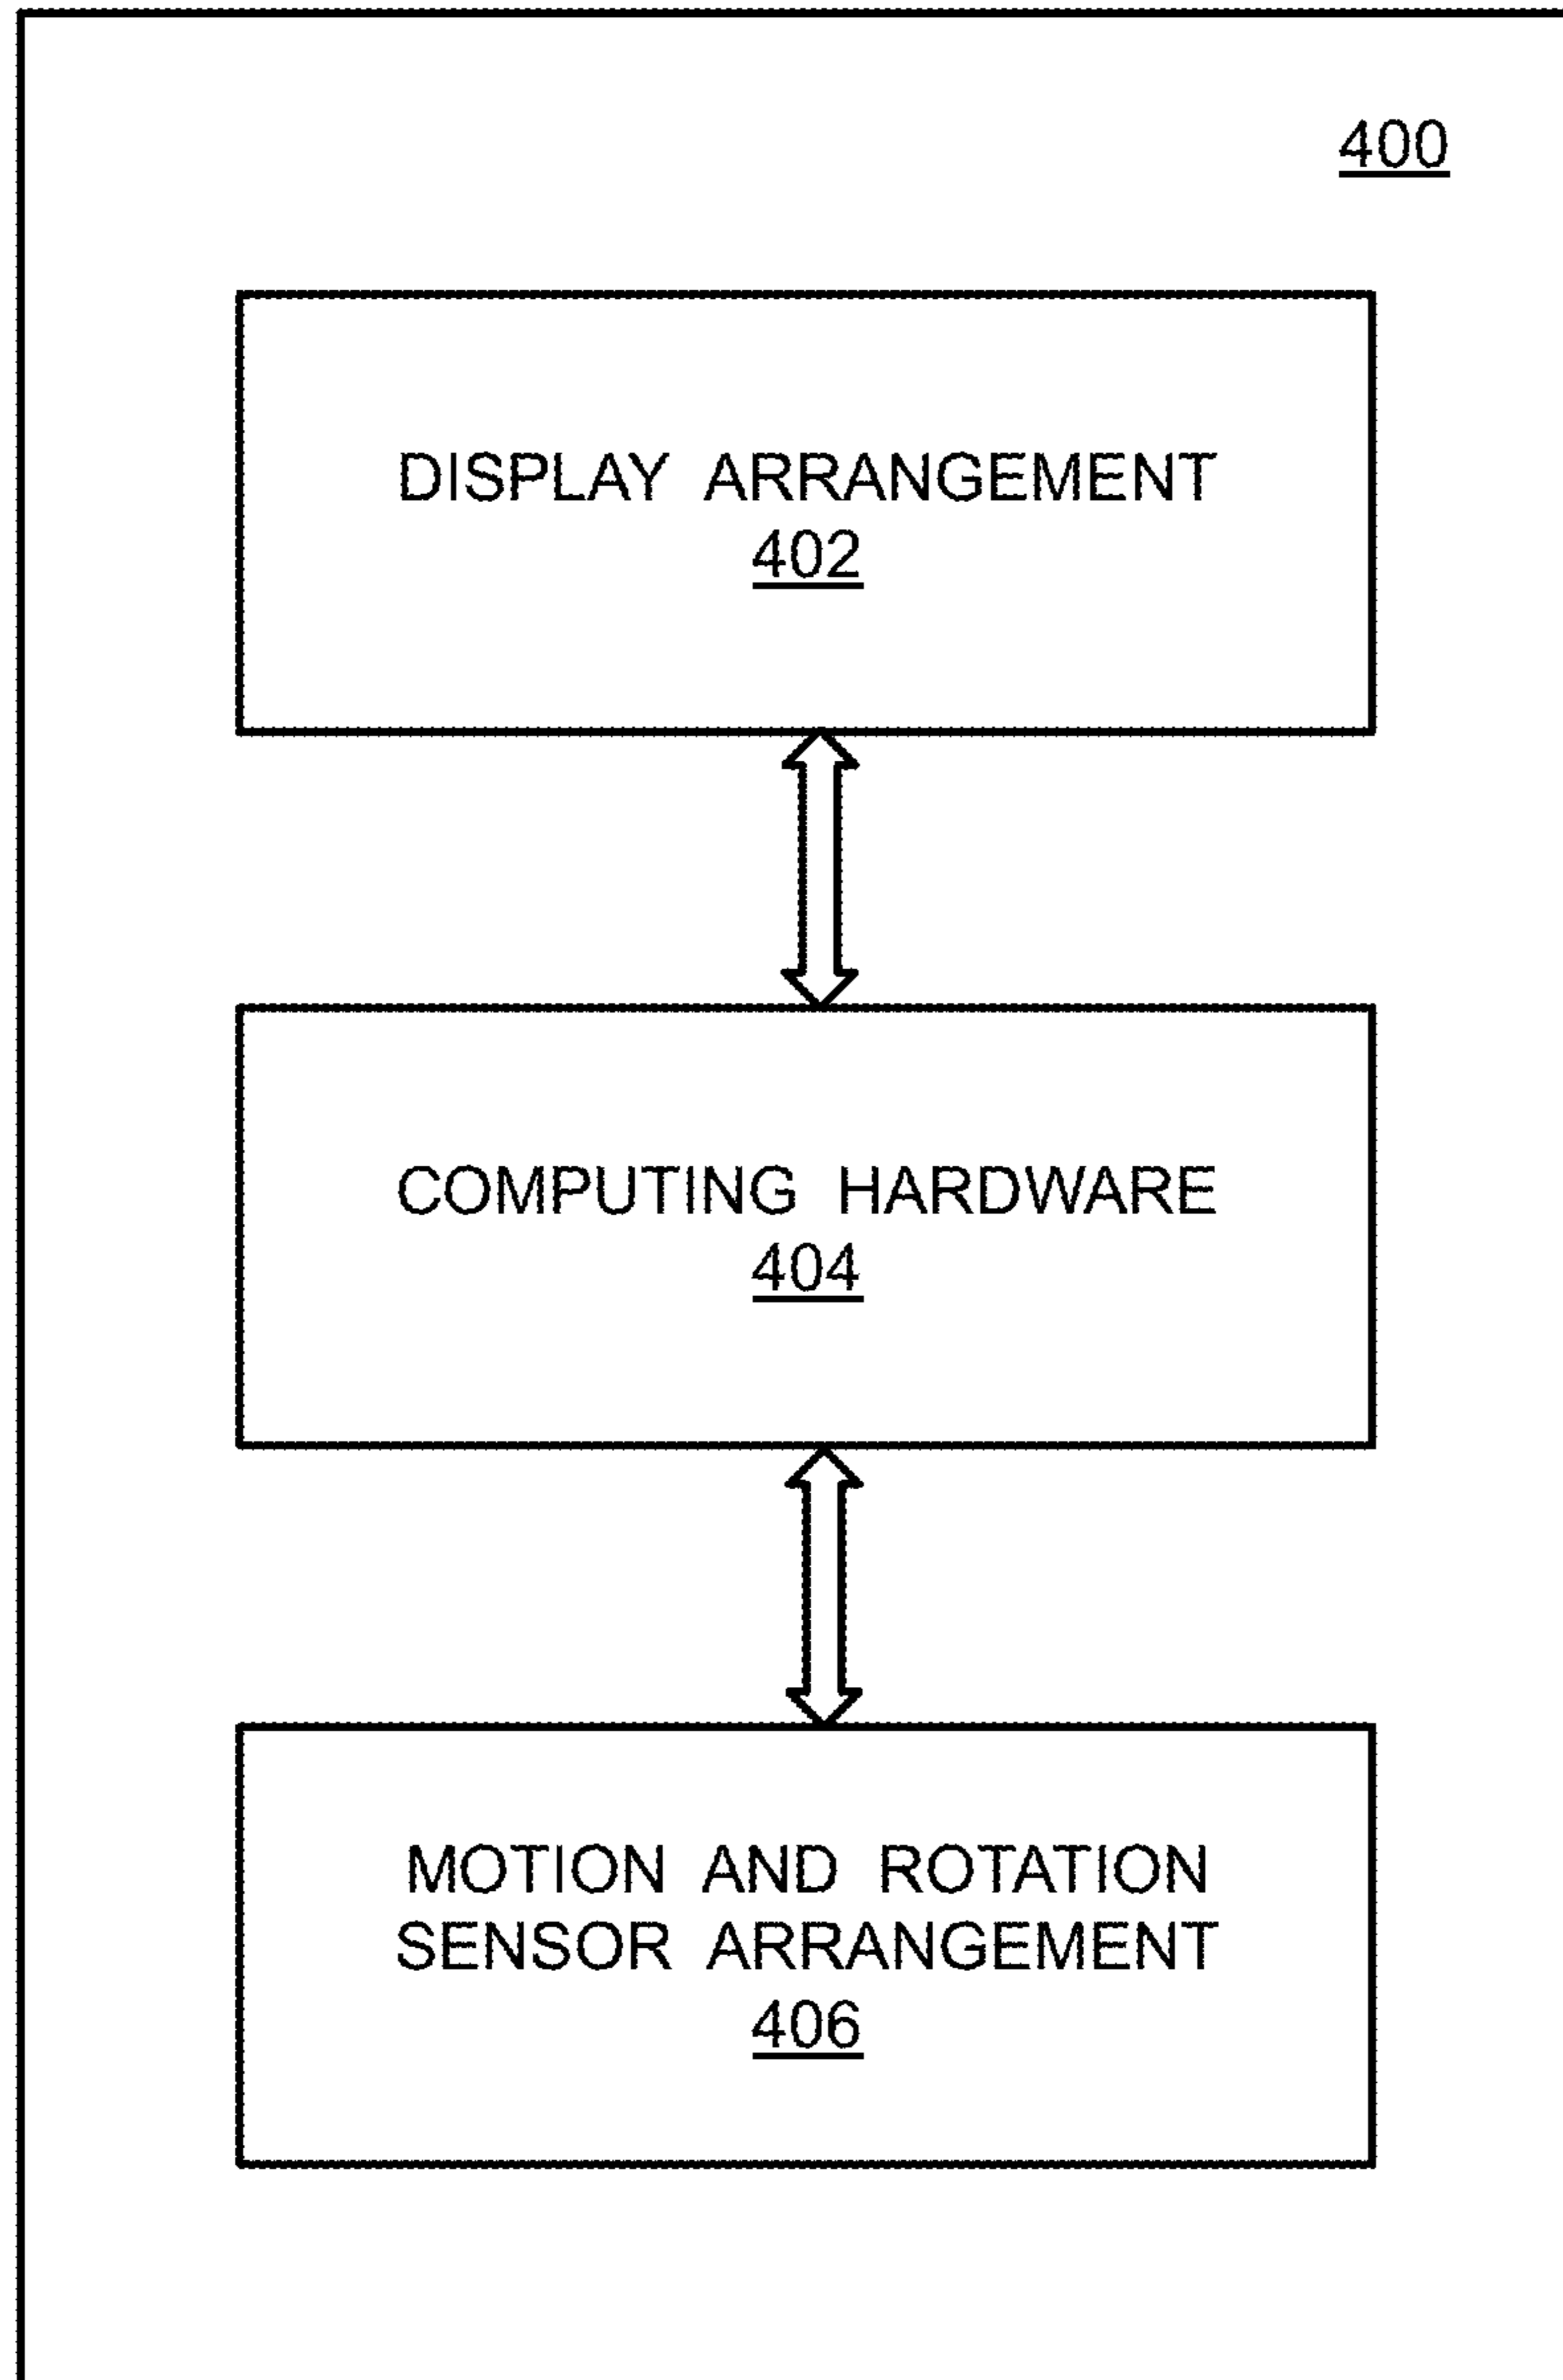 400
DISPLAY ARRANGEMENT
402
COMPUTING HARDWARE
404
MOTION AND ROTATION
SENSOR ARRANGEMENT
406